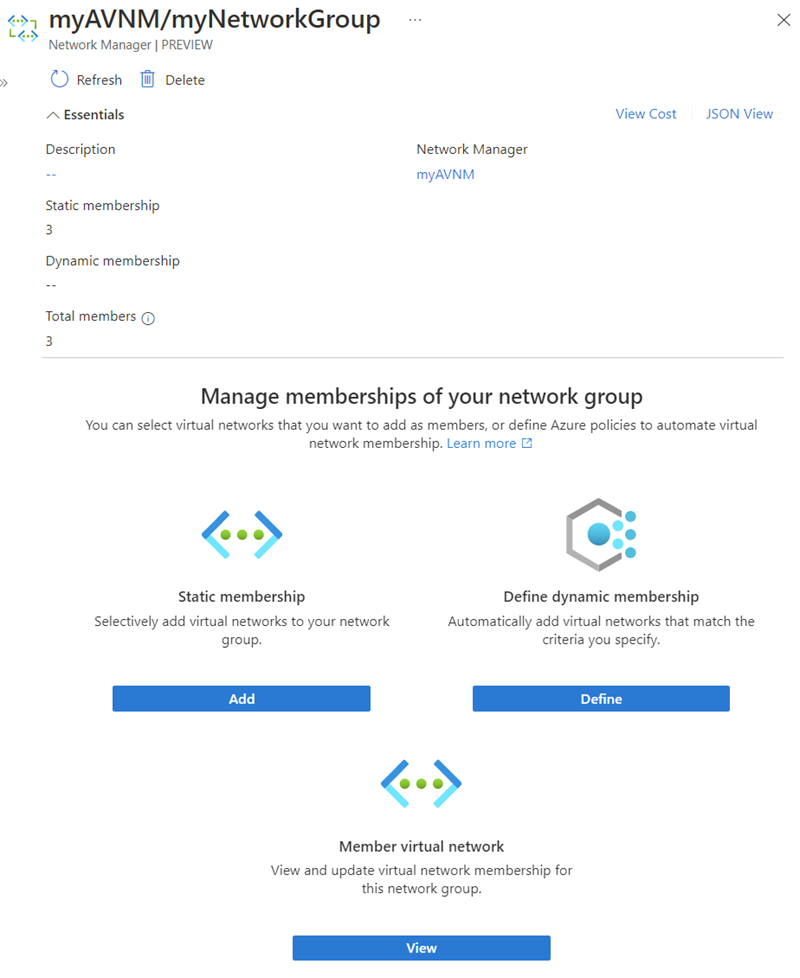 myAVNM/myNetworkGroup ...
Network Manager | PREVIEW
Refresh Delete
Essentials View Cost JSON View
Description Network Manager
-- myAVNM
Static membership
3
Dynamic membership
--
Total members
3
Manage memberships of your network group
You can select virtual networks that you want to add as members, or define Azure policies to automate virtual
network membership. Learn more
Static membership
Selectively add virtual networks to your network
group.
Add
Define dynamic membership
Automatically add virtual networks that match the
criteria you specify.
Define
Member virtual network
View and update virtual network membership for
this network group.
View